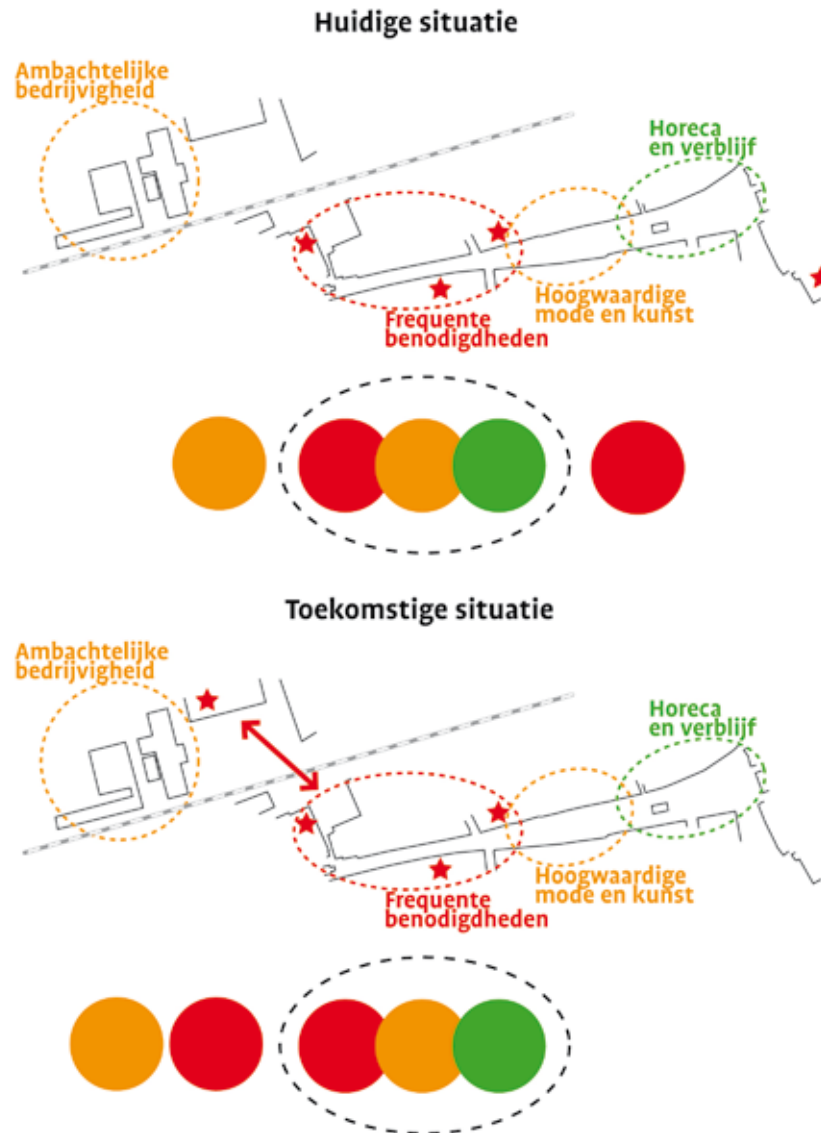 Huidige situatie
Ambachtelijke
bedrijvigheid
Horeca
en verblijf
Hoogwaardige
mode en kunst
Frequente
benodigdheden
Toekomstige situatie
Ambachtelijke
bedrijvigheid
Horeca
en verblijf
Hoogwaardige
mode en kunst
Frequente
benodigdheden